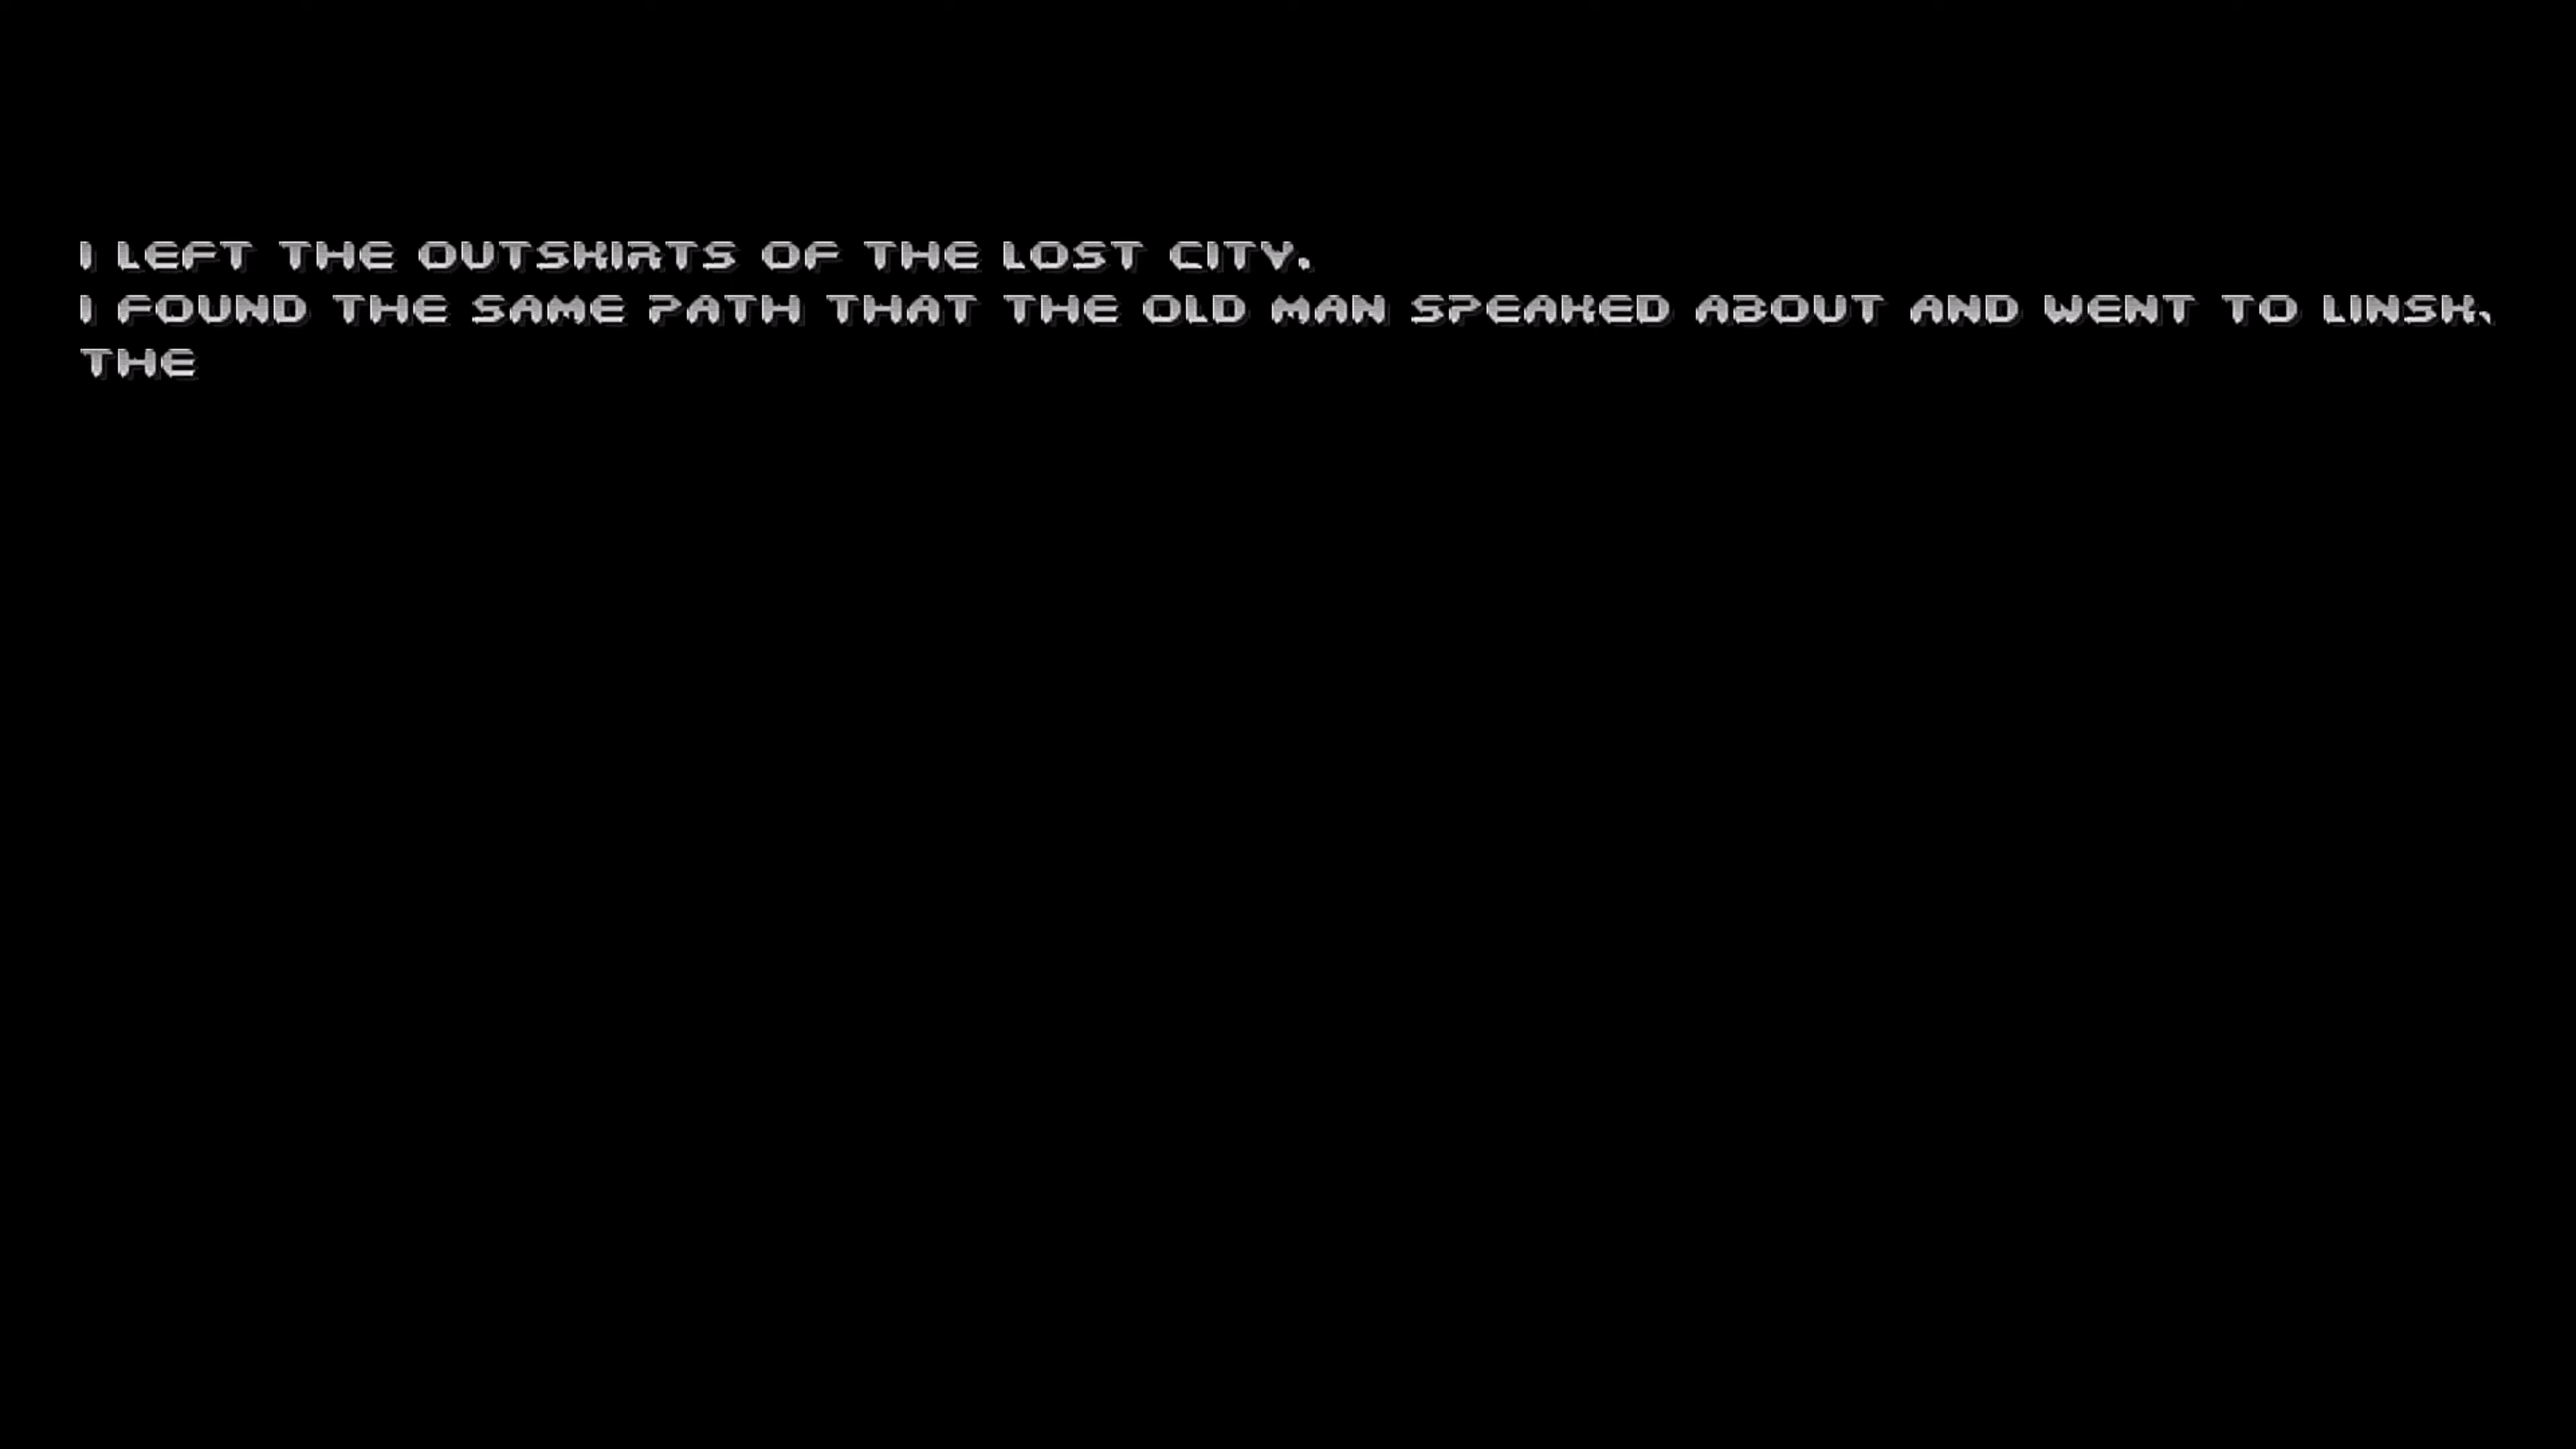 I LEFT THE OUTSKIRTS OF THE LOST CITY.
I FOUND THE SAME PATH THAT THE OLD MAN SPEAKED ABOUT AND WENT TO LINSK,
THE